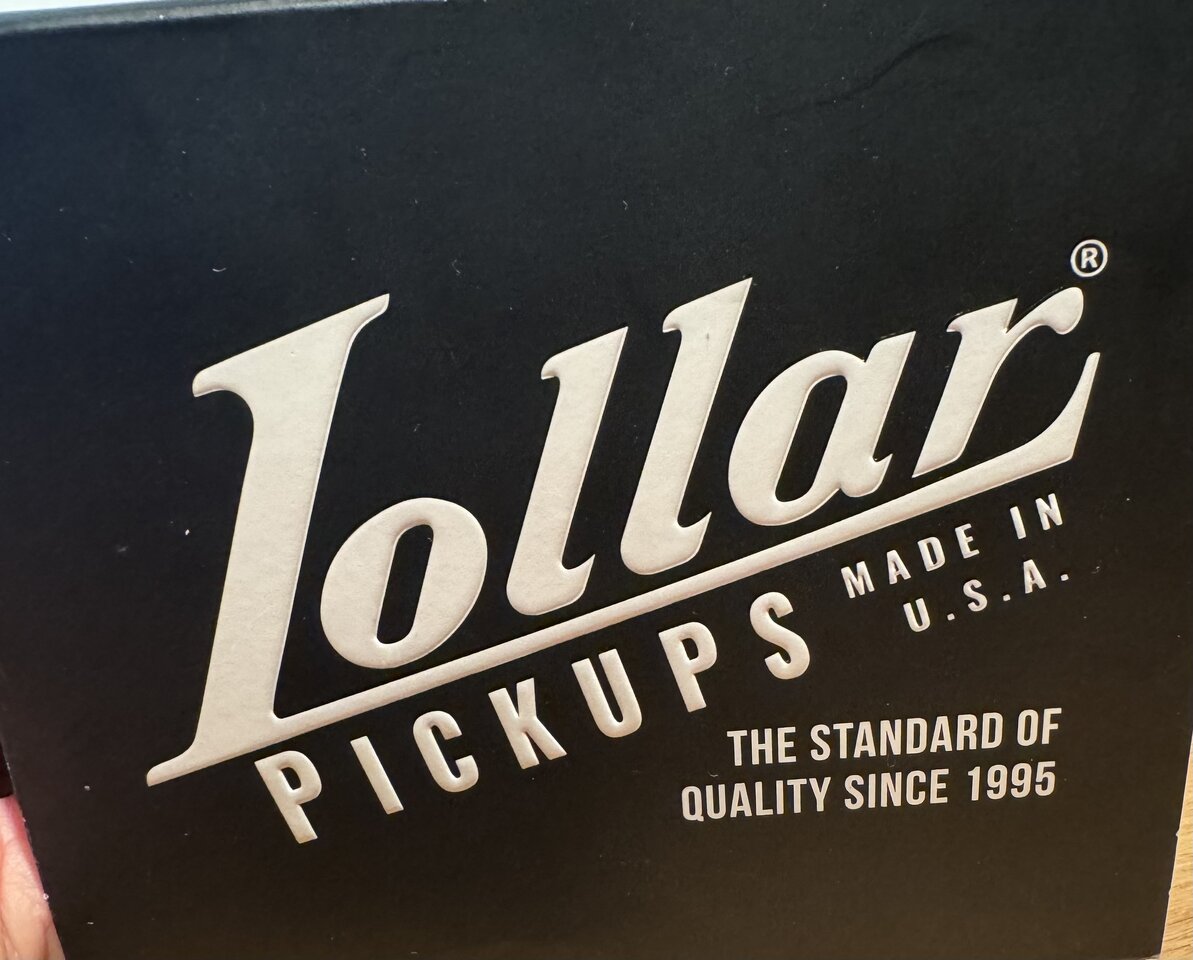 Lollar®
PICKUPS
MADE IN
U.S.A.
THE STANDARD OF
QUALITY SINCE 1995